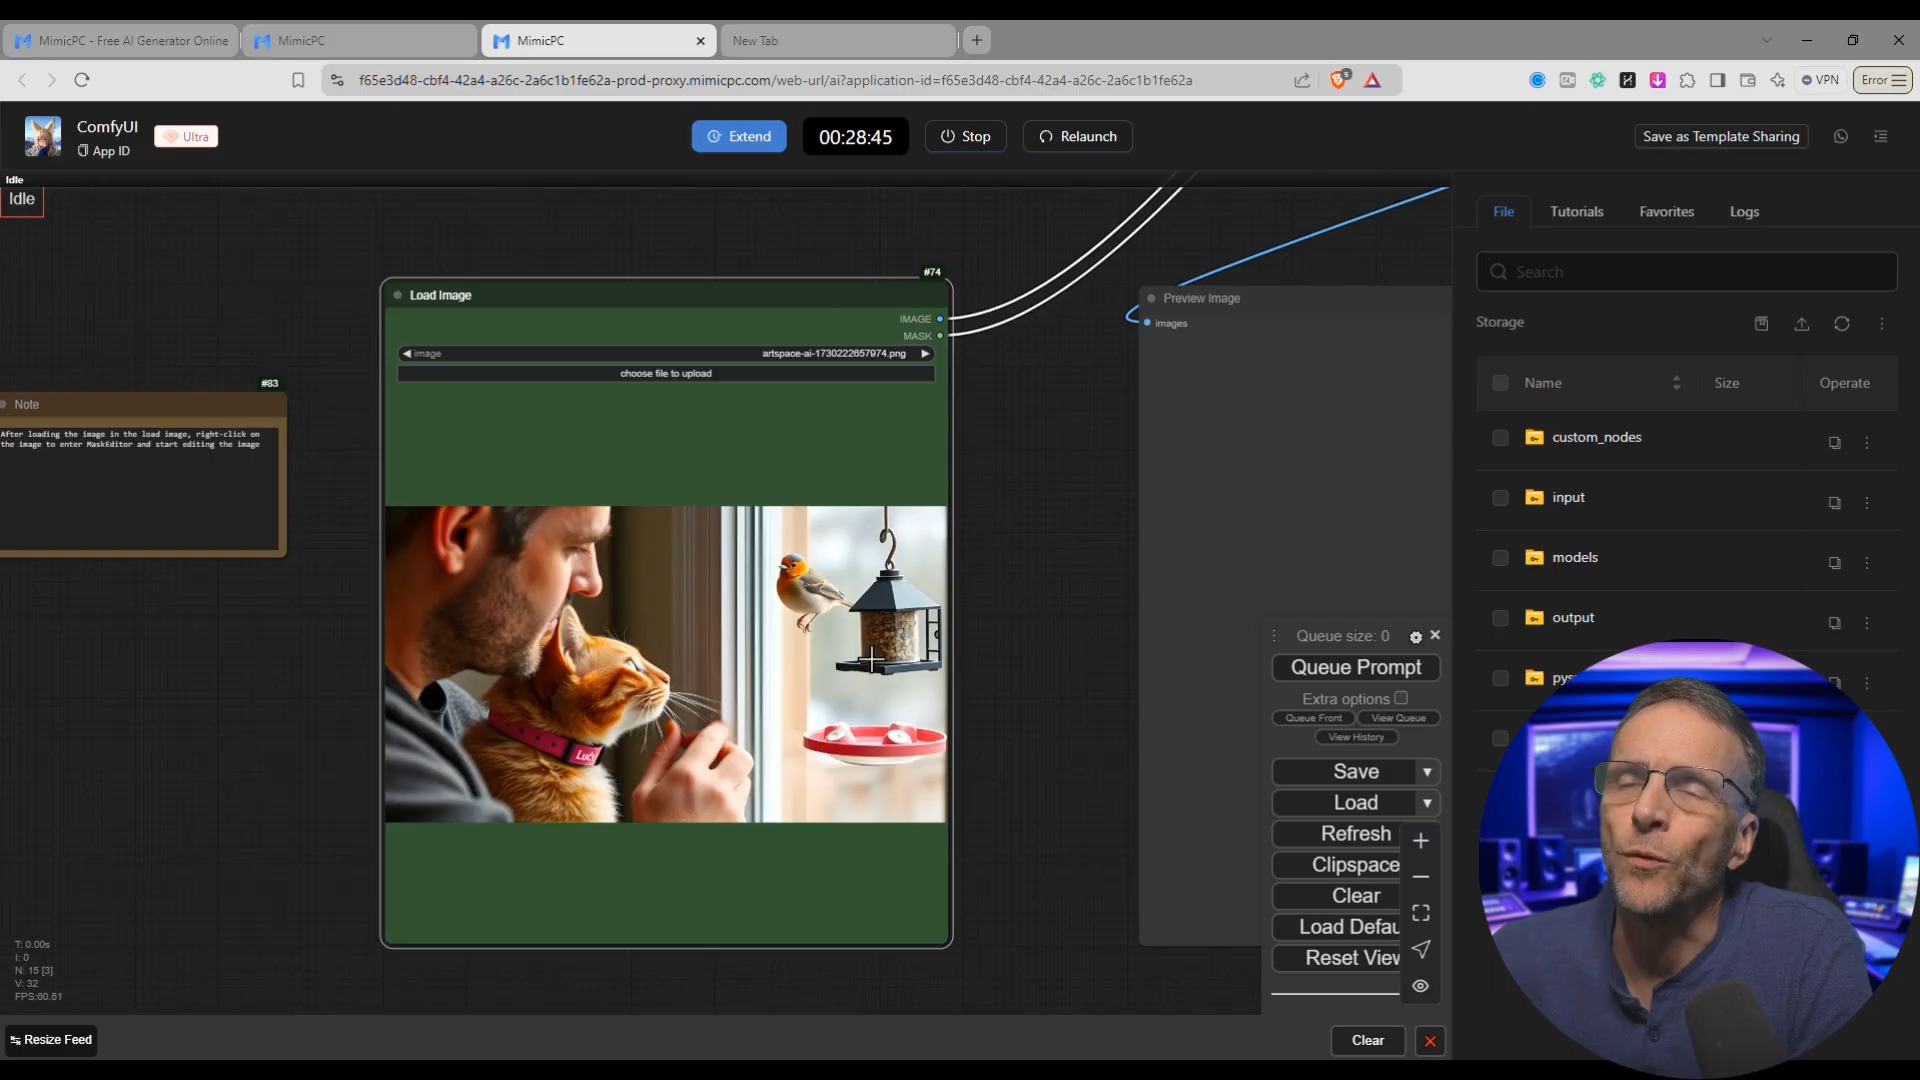 MimicPC - Free AI Generator Online
MimicPC
MimicPC
New Tab
f65e3d48-cbf4-42a4-a26c-2a6c1b1fe62a-prod-proxy.mimicpc.com/web-url/ai?application-id=f65e3d48-cbf4-42a4-a26c-2a6c1b1fe62a
5
VPN
Error
ComfyUI
App ID
Ultra
Extend
00:28:45
Stop
Relaunch
Save as Template Sharing
Idle
Idle
File
Tutorials
Favorites
Logs
Search
Storage
Name
Size
Operate
custom_nodes
input
models
output
#74
Load Image
IMAGE
MASK
image
artspace-ai-1730222657974.png
choose file to upload
Lucy
#83
Note
After loading the image in the load image, right-click on
the image to enter MaskEditor and start editing the image
Preview Image
images
Queue size: 0
Queue Prompt
Extra options
Queue Front
View Queue
View History
Save
Load
Refresh
Clipspace
Clear
Load Defau
Reset View
T: 0.00s
I: 0
N: 15 [3]
V: 32
FPS:60.61
Resize Feed
Clear